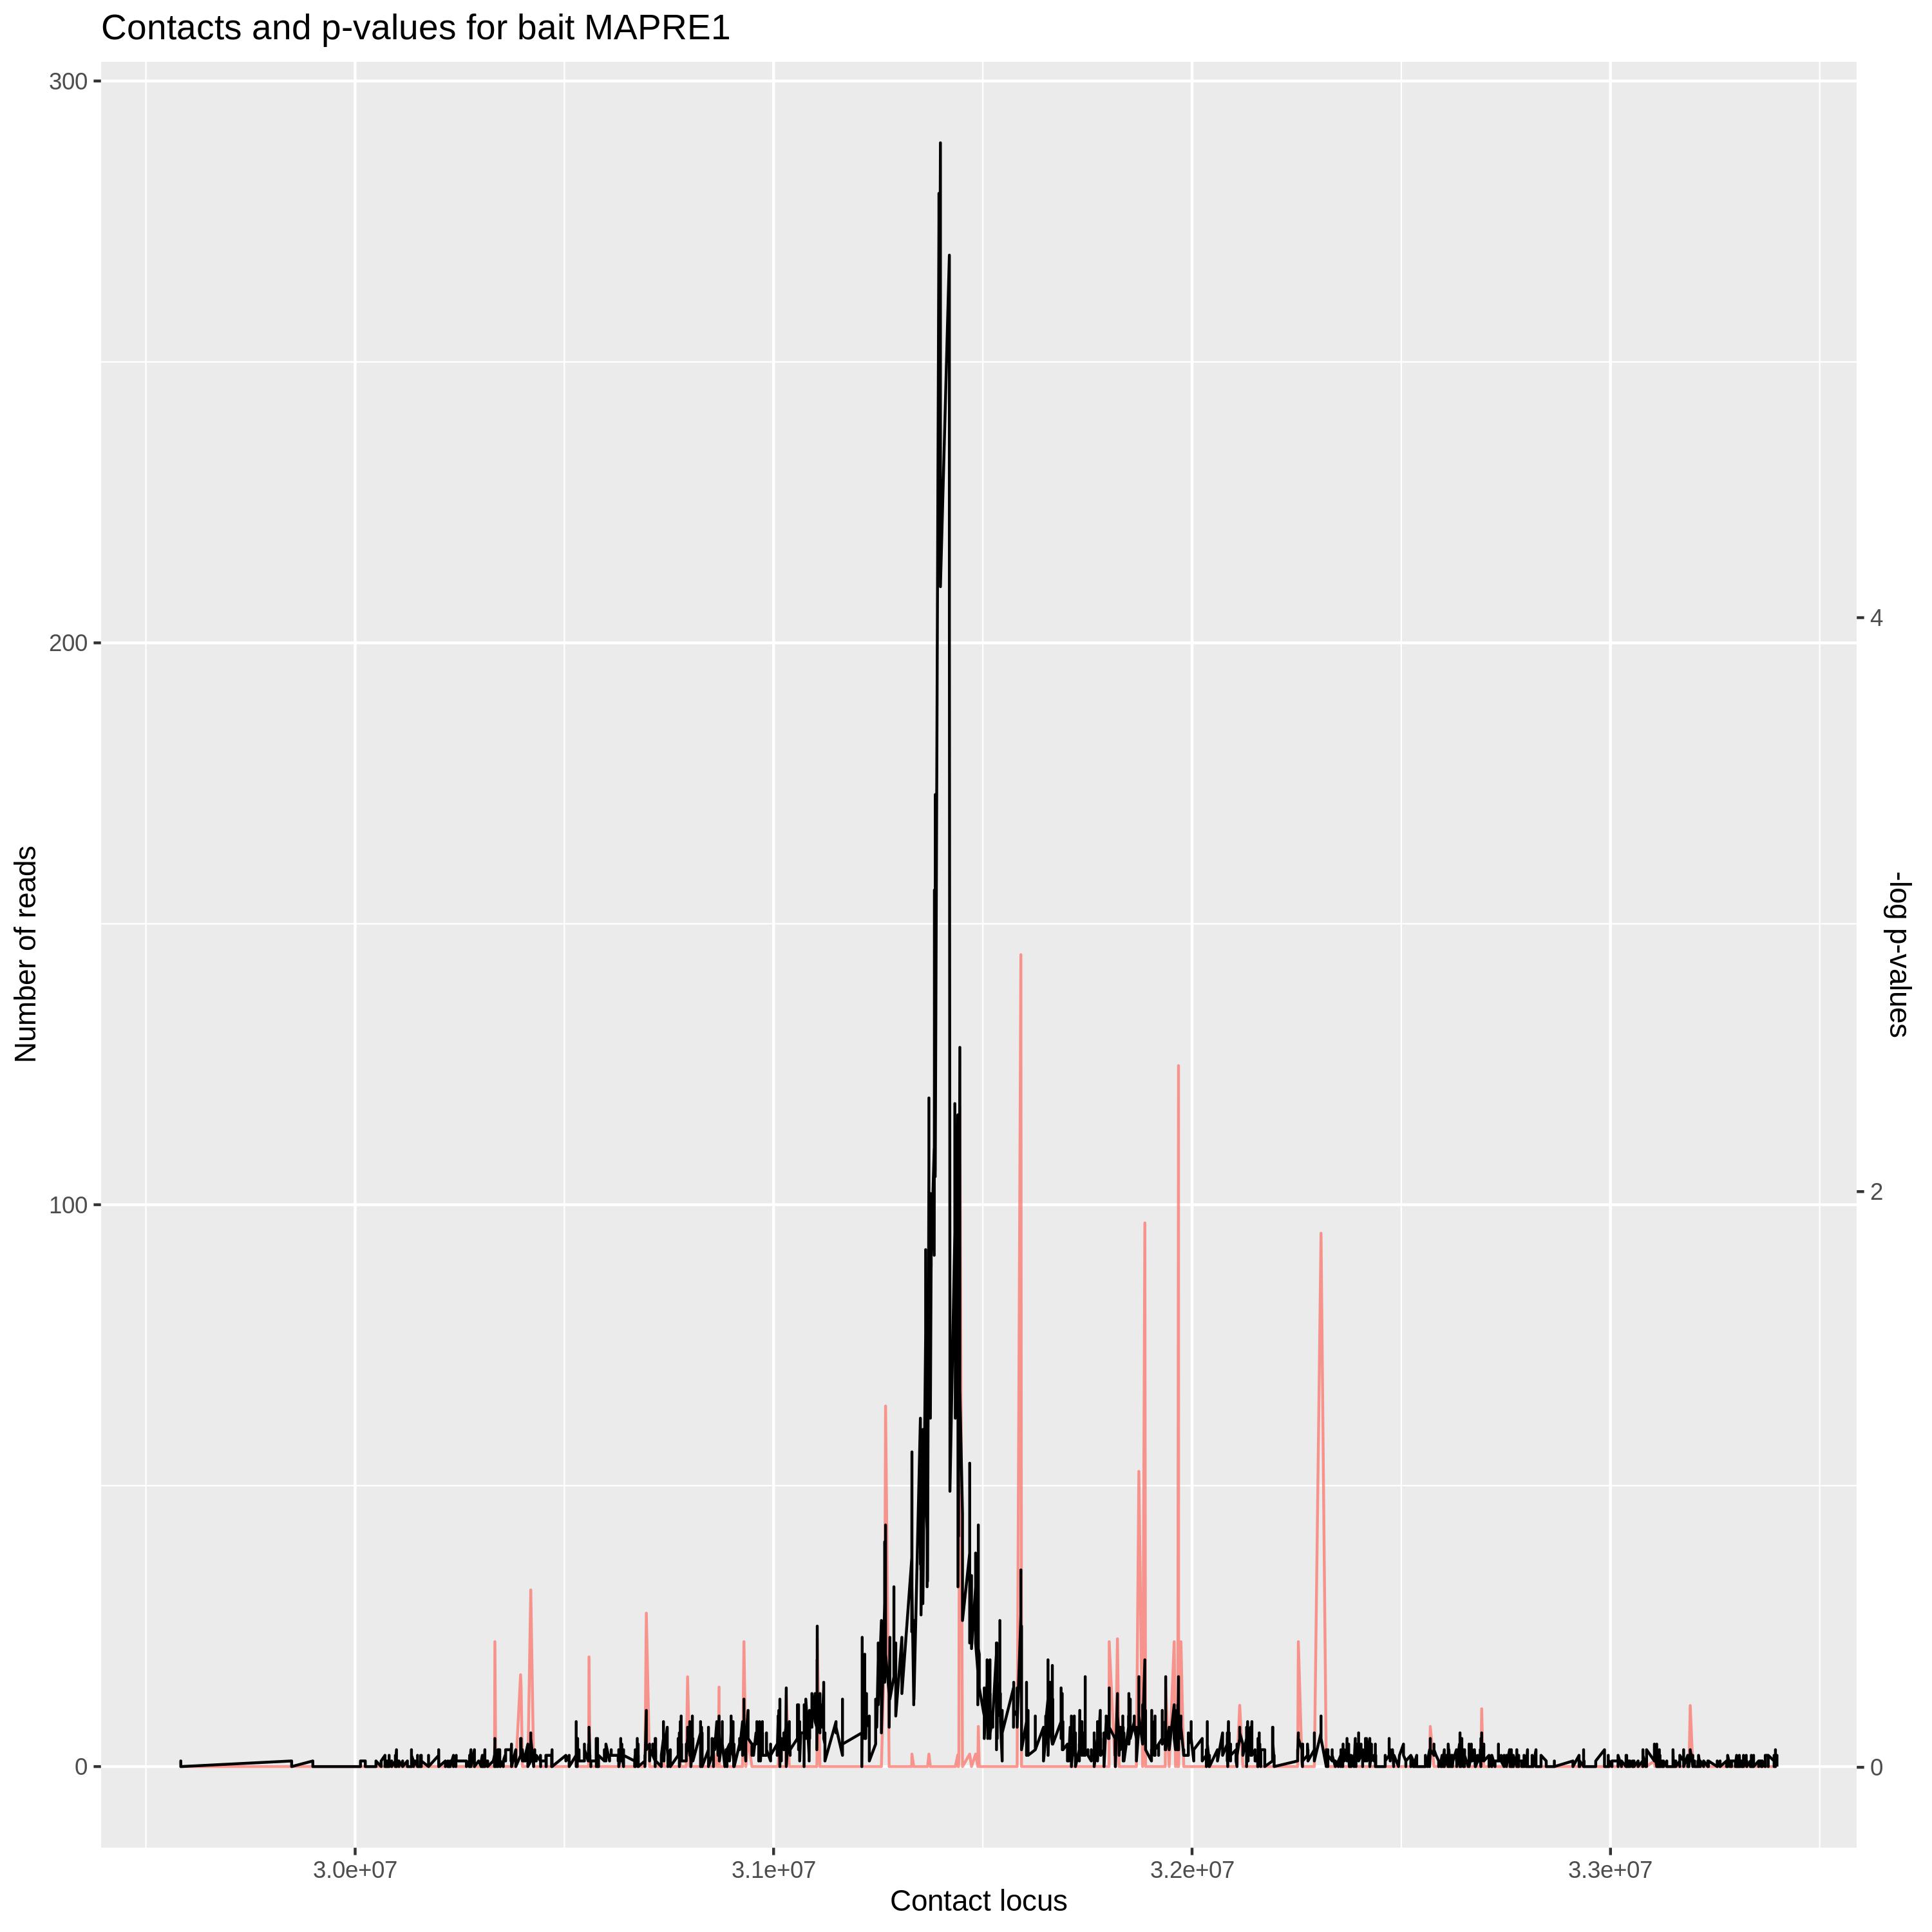 Contacts and p-values for bait MAPRE1
300
200
100
0
Number of reads
4
2
0
-log p-values
3.0e+07
3.1e+07
3.2e+07
3.3e+07
Contact locus